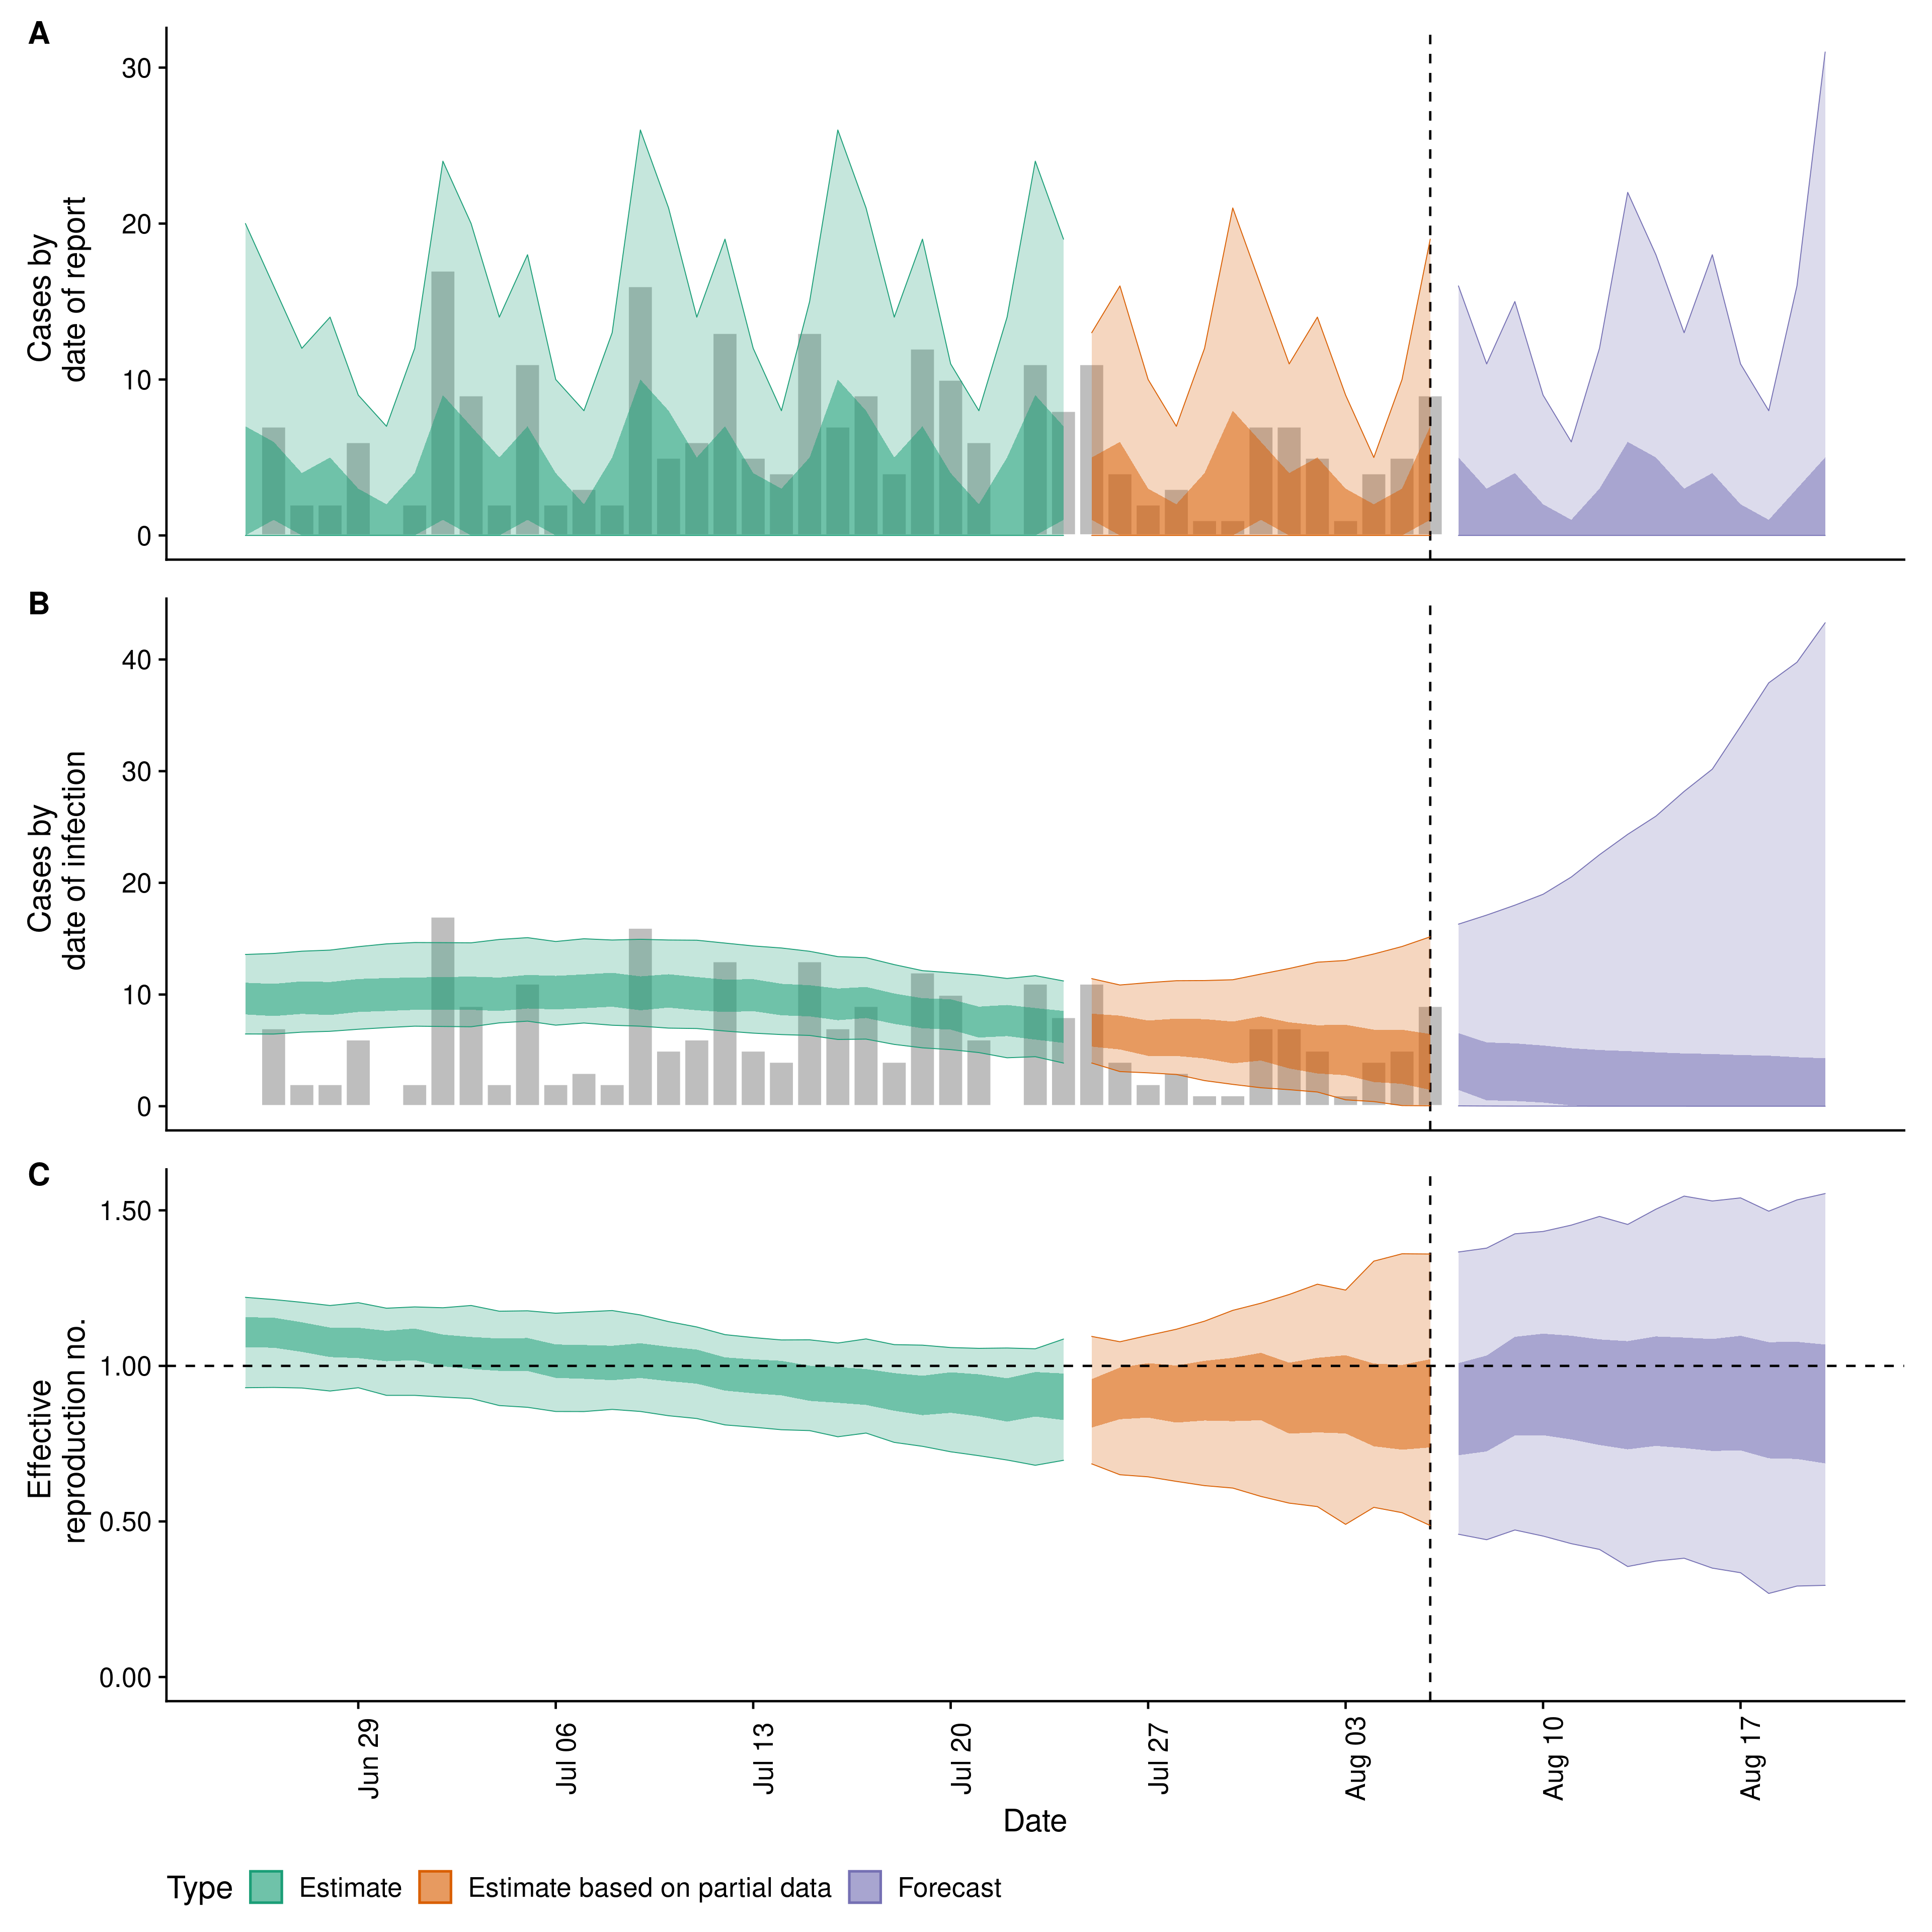 A
30
20
10
0
Cases by
date of report
B
40
30
20
10
0
Cases by
date of infection
C
1.50
1.00
0.50
0.00
Effective
reproduction no.
Jun 29
Jul 06
Jul 13
Jul 20
Jul 27
Aug 03
Aug 10
Aug 17
Date
Type Estimate Estimate based on partial data Forecast